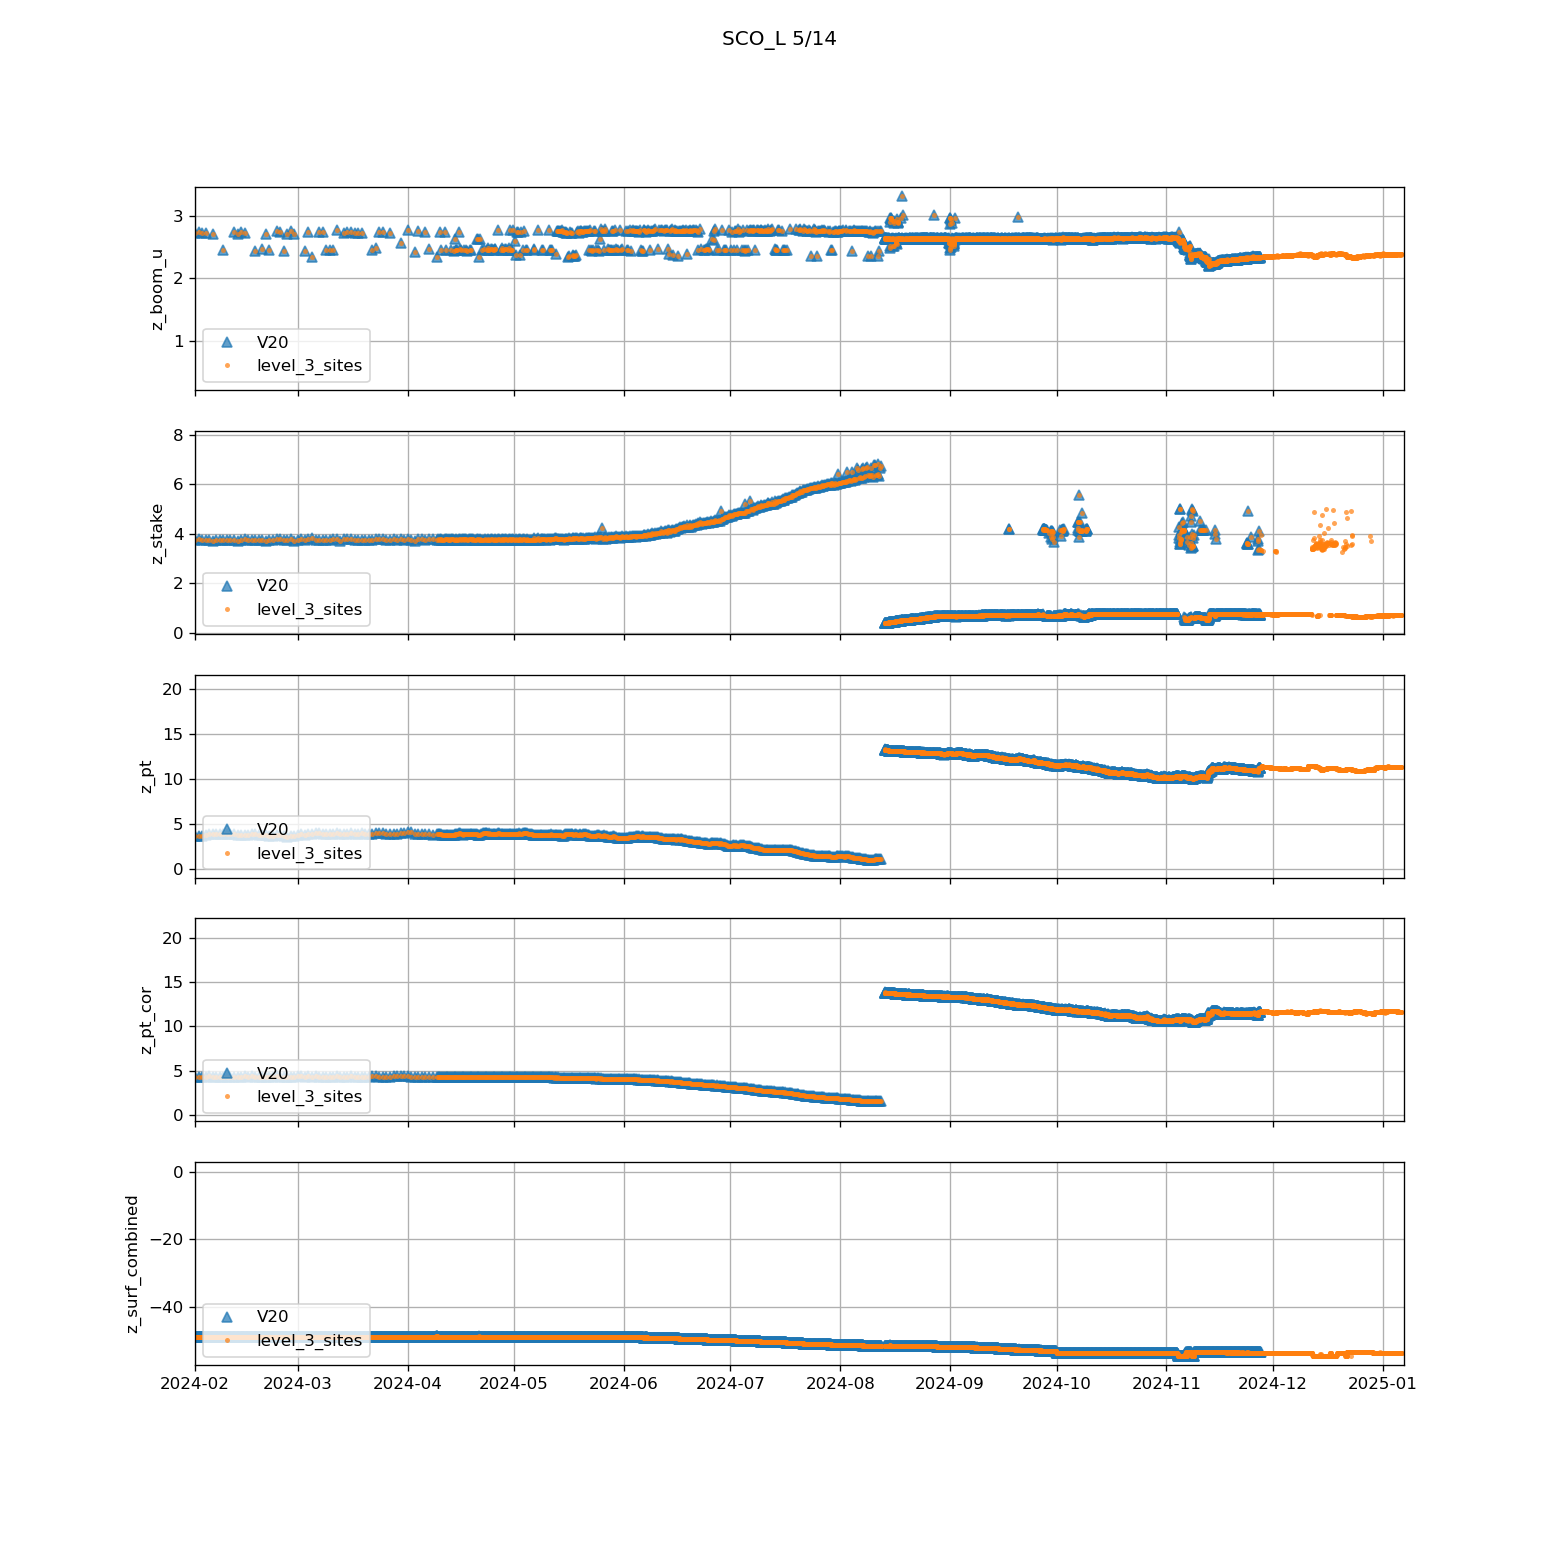 SCO_L 5/14
3
2
1
z_boom_u
V20
level_3_sites
8
6
4
2
0
z_stake
V20
level_3_sites
20
15
10
5
0
z_pt
V20
level_3_sites
20
15
10
5
0
z_pt_cor
V20
level_3_sites
0
−20
−40
z_surf_combined
V20
level_3_sites
2024-02 2024-03 2024-04 2024-05 2024-06 2024-07 2024-08 2024-09 2024-10 2024-11 2024-12 2025-01